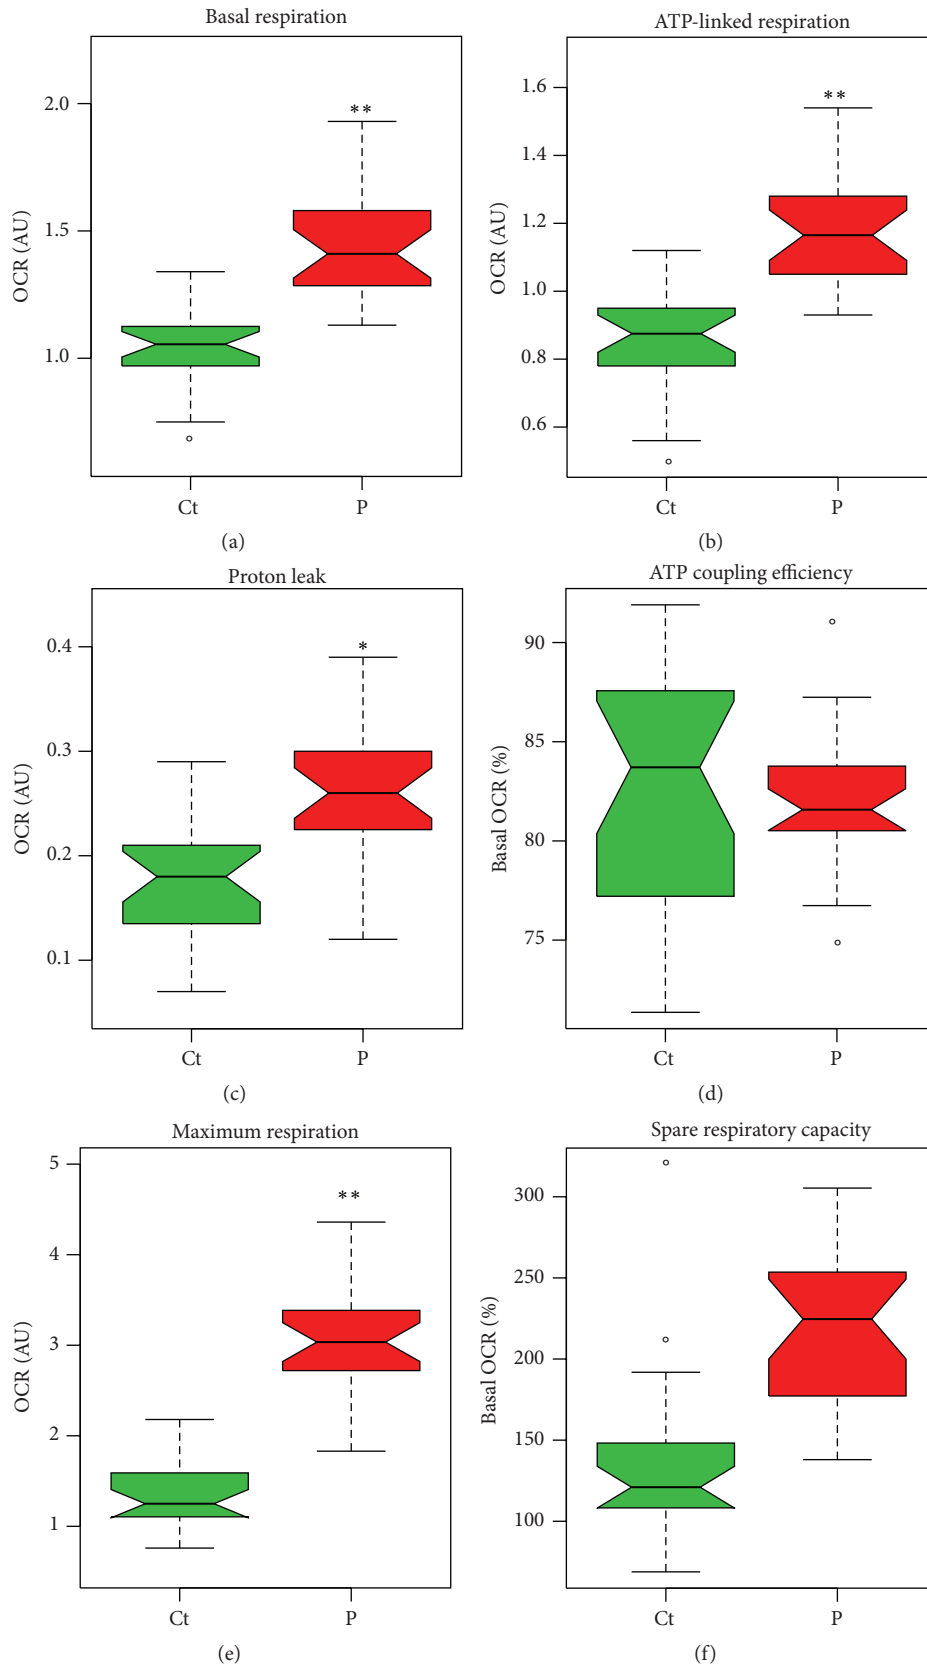 Basal respiration
OCR (AU)
2.0
1.5
1.0
**
Ct
P
(a)
ATP-linked respiration
OCR (AU)
1.6
1.4
1.2
1.0
0.8
0.6
**
Ct
P
(b)
Proton leak
OCR (AU)
0.4
0.3
0.2
0.1
*
Ct
P
(c)
ATP coupling efficiency
Basal OCR (%)
90
85
80
75
Ct
P
(d)
Maximum respiration
OCR (AU)
5
4
3
2
1
**
Ct
P
(e)
Spare respiratory capacity
Basal OCR (%)
300
250
200
150
100
Ct
P
(f)